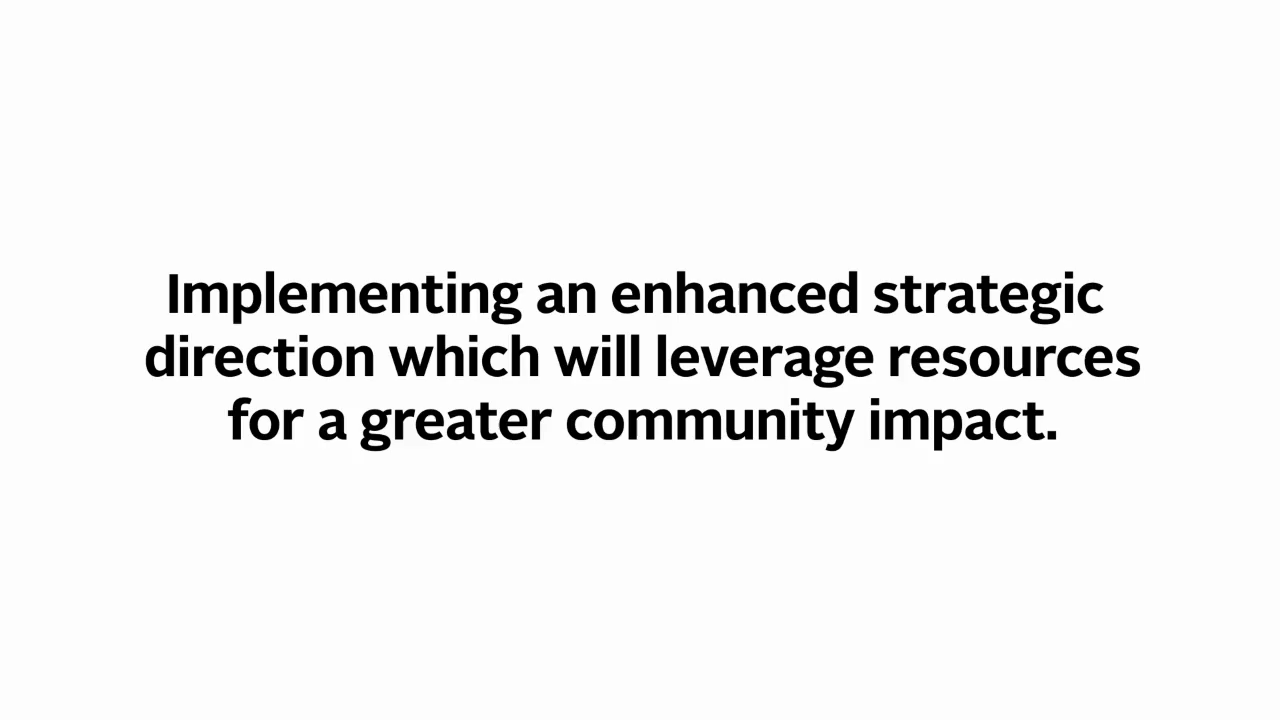 Implementing an enhanced strategic
direction which will leverage resources
for a greater community impact.